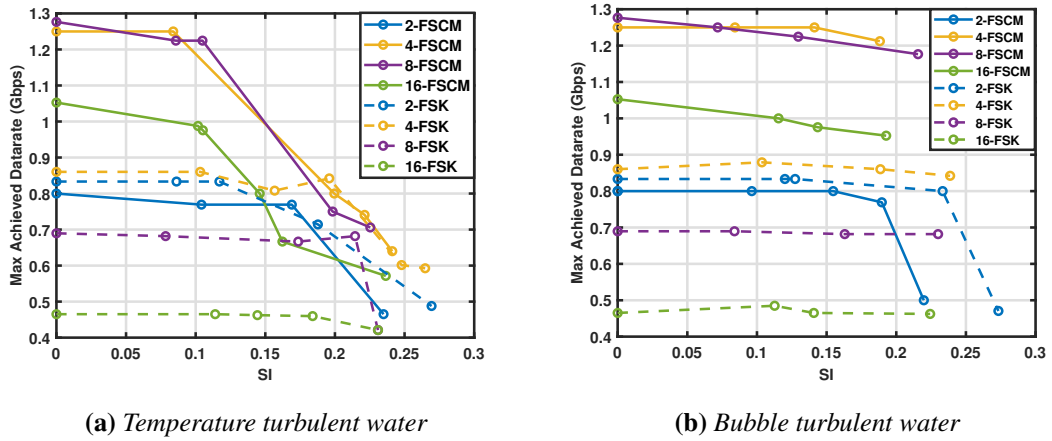 1.3
1.2
1.1
1
0.9
0.8
0.7
0.6
0.5
0.4
Max Achieved Datarate (Gbps)
0
0.05
0.1
0.15
0.2
0.25
0.3
SI
2-FSCM
4-FSCM
8-FSCM
16-FSCM
2-FSK
4-FSK
8-FSK
16-FSK
(a) Temperature turbulent water
1.3
1.2
1.1
1
0.9
0.8
0.7
0.6
0.5
0.4
Max Achieved Datarate (Gbps)
0
0.05
0.1
0.15
0.2
0.25
0.3
SI
2-FSCM
4-FSCM
8-FSCM
16-FSCM
2-FSK
4-FSK
8-FSK
16-FSK
(b) Bubble turbulent water